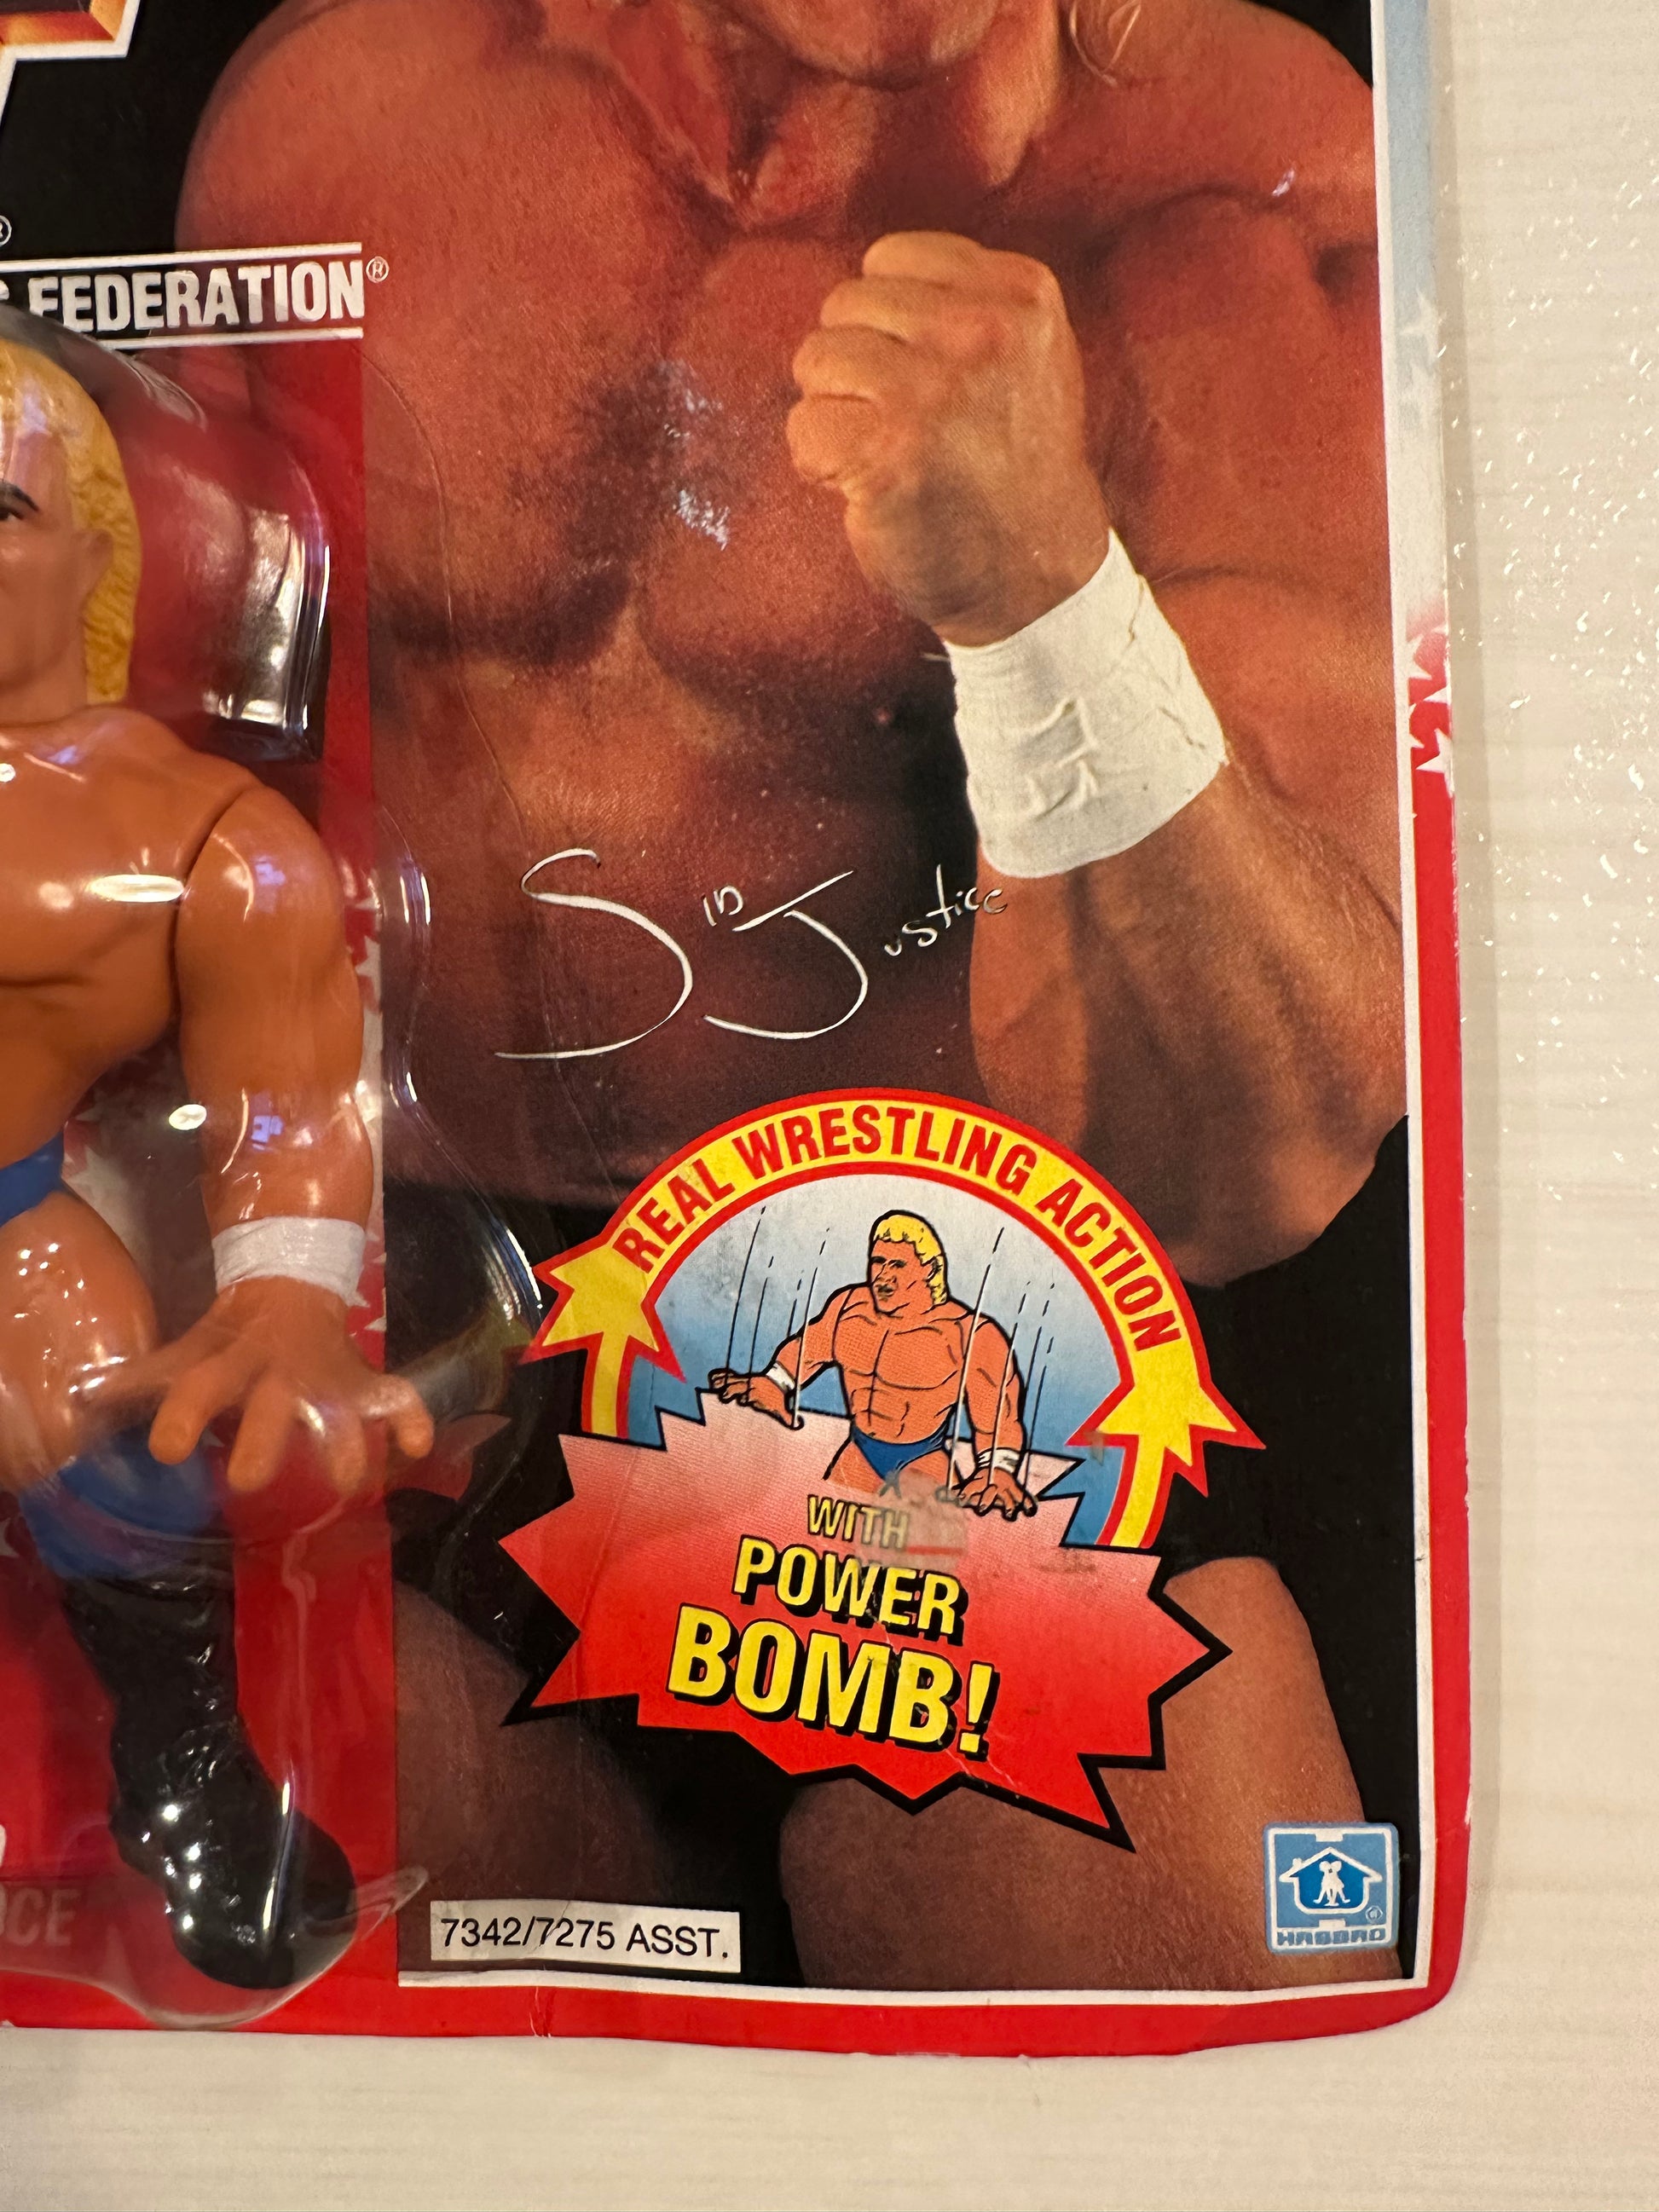 ®
FEDERATION®
Sid Justice
REAL WRESTLING ACTION
WITH
POWER
BOMB!
7342/7275 ASST.
HASBRO
®